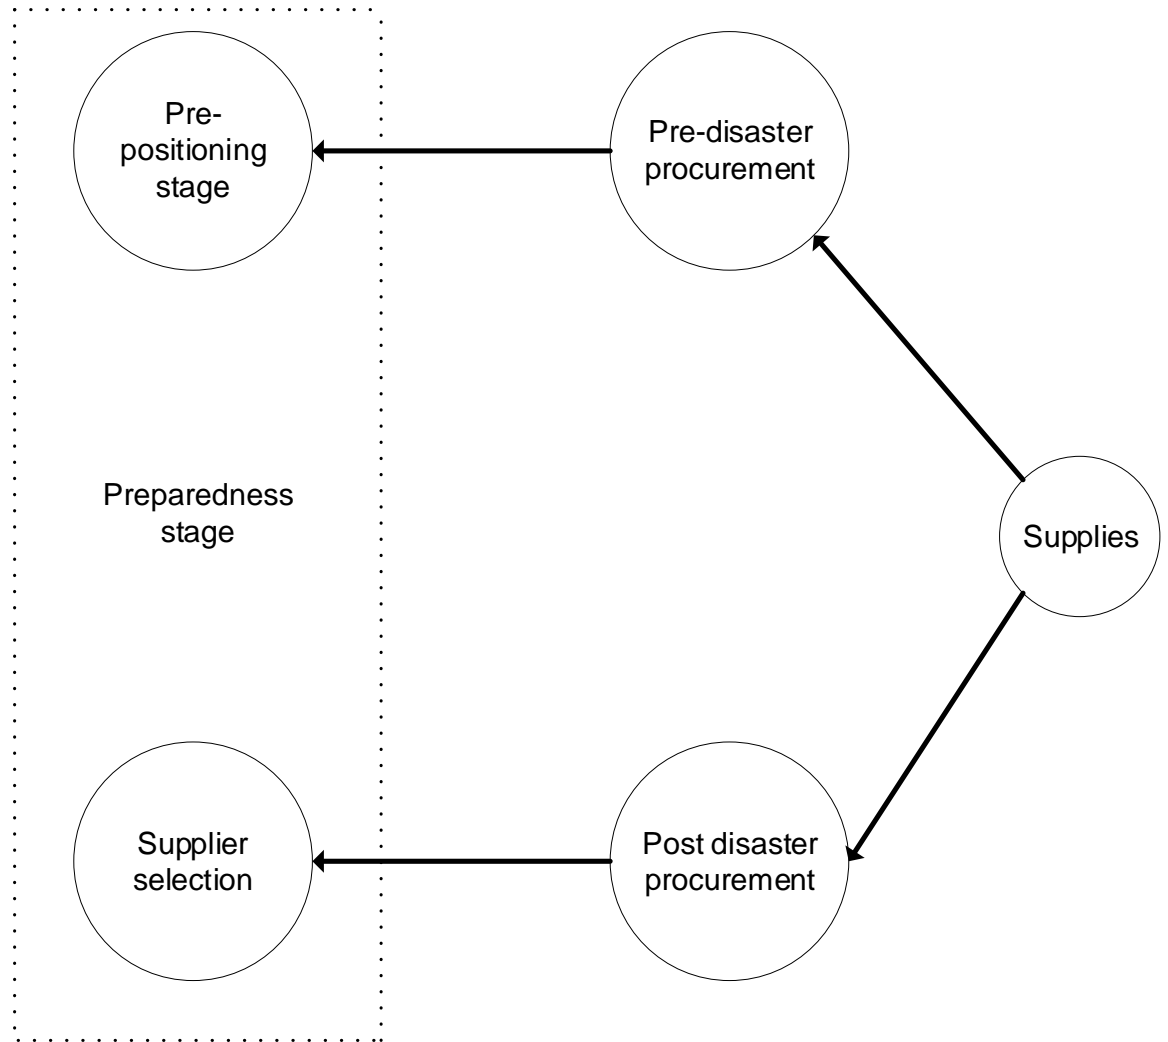 Pre-
positioning
stage
Pre-disaster
procurement
Preparedness
stage
Supplies
Supplier
selection
Post disaster
procurement